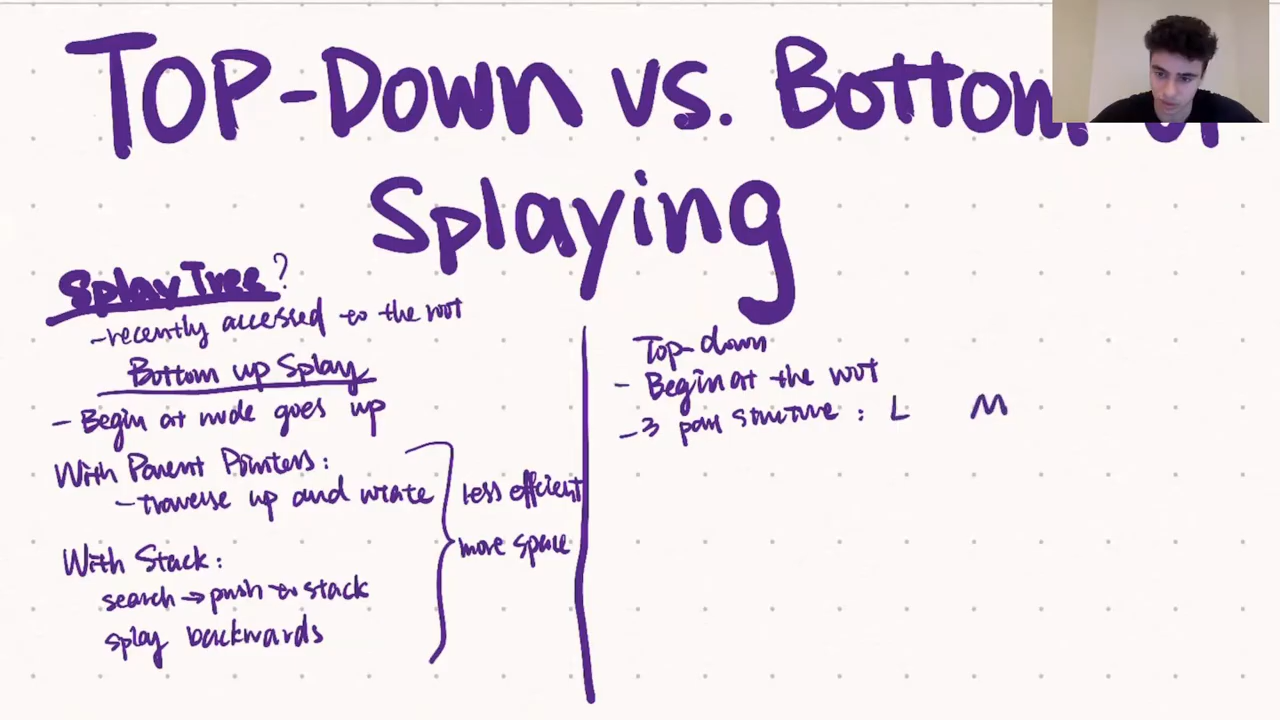 Top-Down vs. Bottom
Splaying
Splay Tree?
-recently accessed to the root
Bottom up Splay
- Begin at node goes up
With Parent Pointers:
-traverse up and
With Stack:
search → push to stack
splay backwards
less efficient
more space
Top-down
- Begin at the root
- 3 part structure : L M